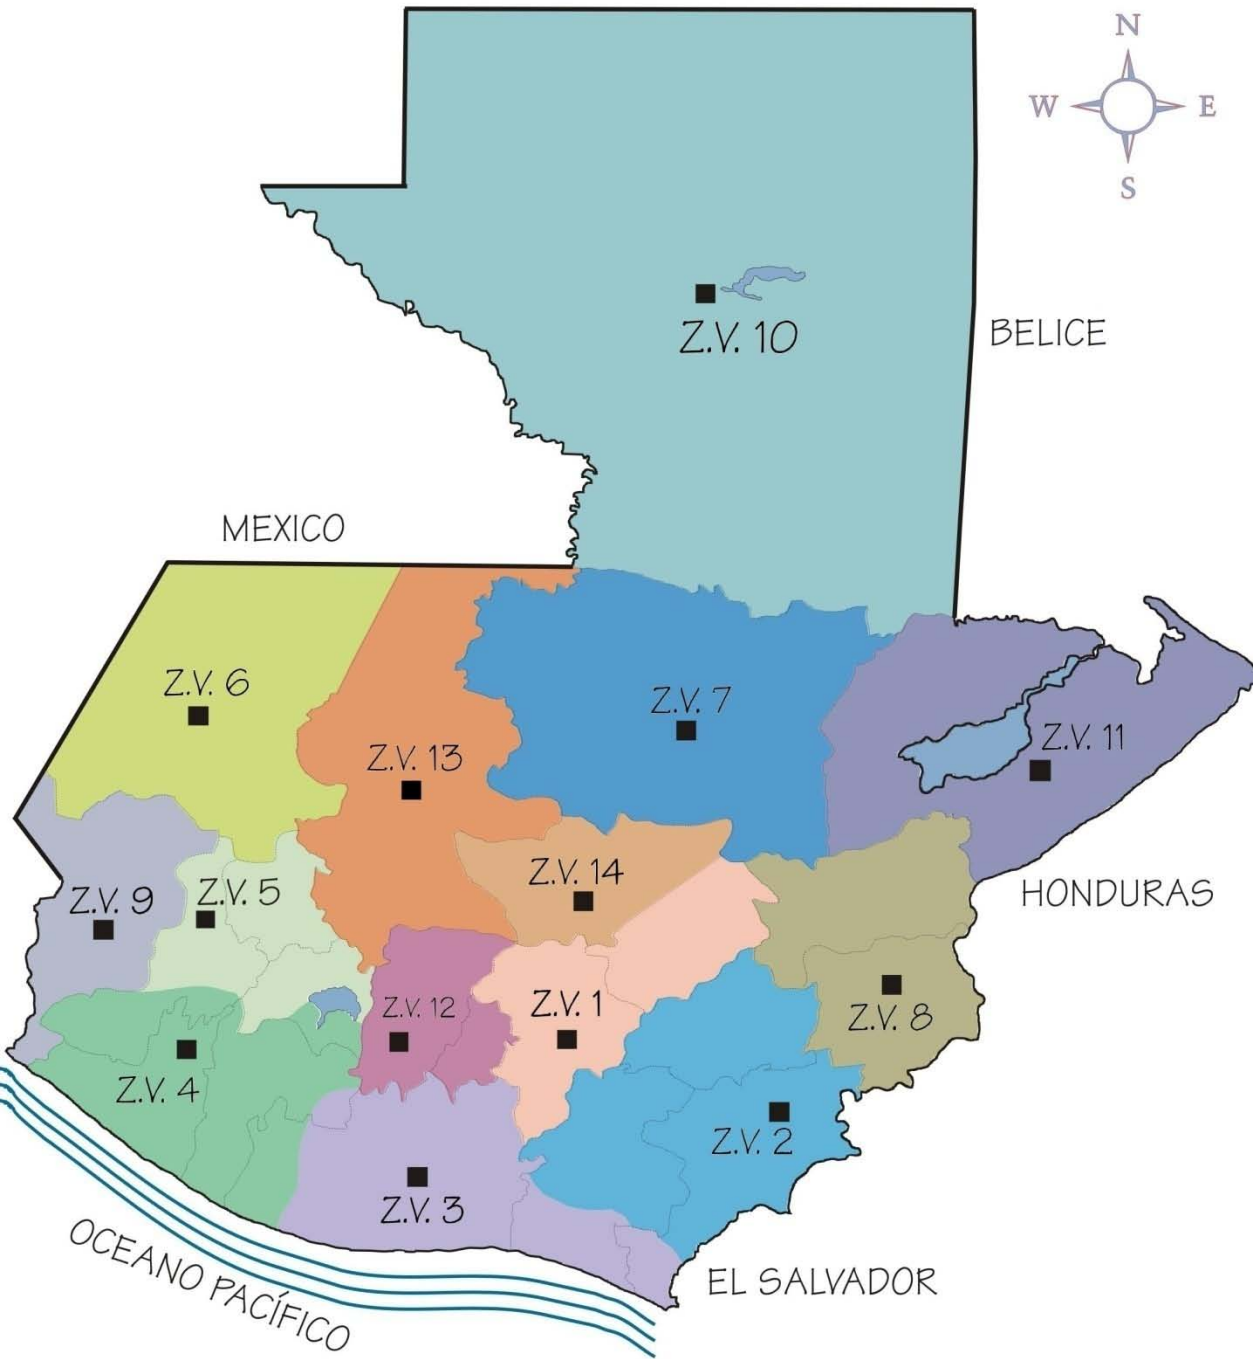 N
W E
S
Z.V. 10
BELICE
MEXICO
Z.V. 6
Z.V. 7
Z.V. 13
Z.V. 11
Z.V. 14
Z.V. 9
Z.V. 5
HONDURAS
Z.V. 12
Z.V. 1
Z.V. 8
Z.V. 4
Z.V. 2
Z.V. 3
OCEANO PACÍFICO
EL SALVADOR